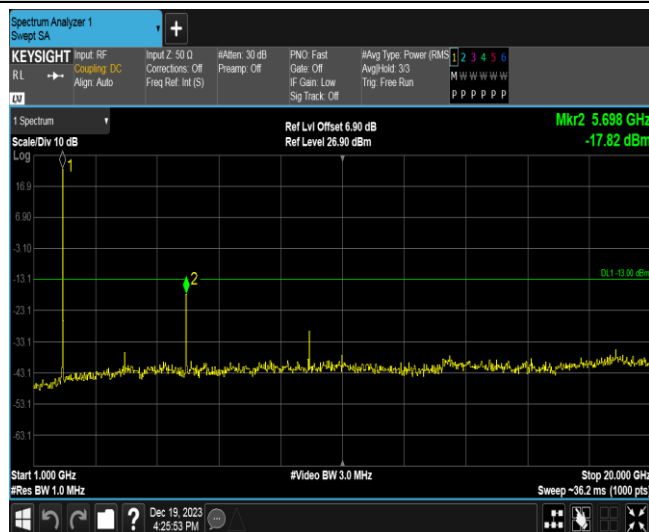 Spectrum Analyzer 1
Swept SA
+
KEYSIGHT
RL
LXI
Input: RF
Coupling: DC
Align: Auto
Input Z: 50 Ω
Corrections: Off
Freq Ref: Int (S)
#Atten: 30 dB
Preamp: Off
PNO: Fast
Gate: Off
IF Gain: Low
Sig Track: Off
#Avg Type: Power (RMS
Avg|Hold: 3/3
Trig: Free Run
1 2 3 4 5 6
M W W W W W
P P P P P P
1 Spectrum
Scale/Div 10 dB
Log
Ref Lvl Offset 6.90 dB
Ref Level 26.90 dBm
Mkr2 5.698 GHz
-17.82 dBm
1
16.9
6.90
-3.10
-13.1
2
DL1 -13.00 dBm
-23.1
-33.1
-43.1
-53.1
-63.1
Start 1.000 GHz
#Res BW 1.0 MHz
#Video BW 3.0 MHz
Stop 20.000 GHz
Sweep ~36.2 ms (1000 pts)
?
Dec 19, 2023
4:25:53 PM